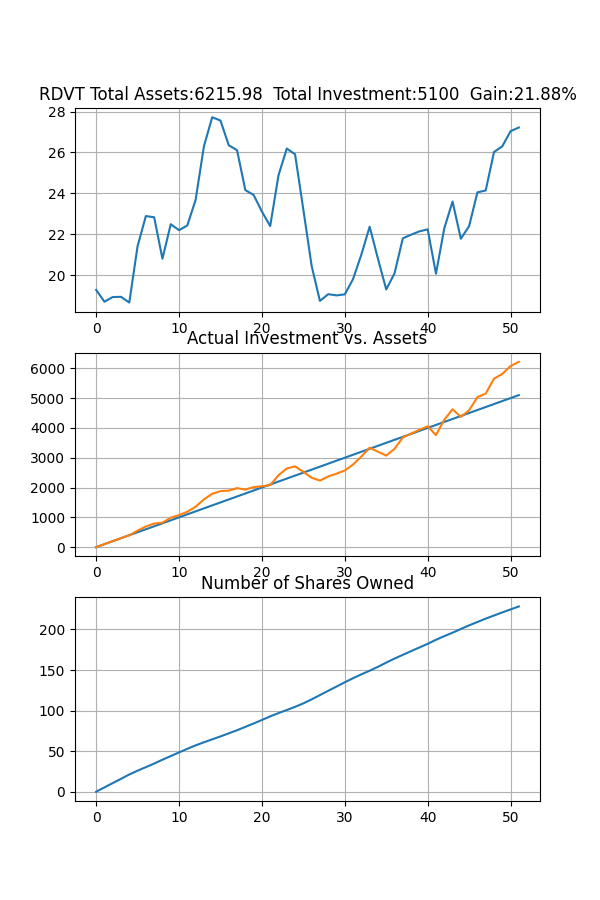 RDVT Total Assets:6215.98  Total Investment:5100  Gain:21.88%
28
26
24
22
20
0 10 20 30 40 50
Actual Investment vs. Assets
6000
5000
4000
3000
2000
1000
0
0 10 20 30 40 50
Number of Shares Owned
200
150
100
50
0
0 10 20 30 40 50